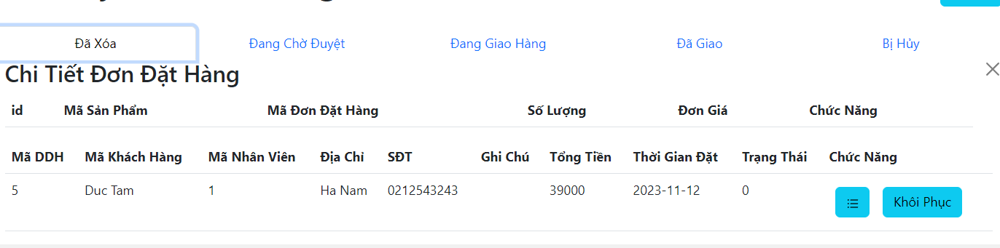 Đã Xóa Đang Chờ Duyệt Đang Giao Hàng Đã Giao Bị Hủy
Chi Tiết Đơn Đặt Hàng
id Mã Sản Phẩm Mã Đơn Đặt Hàng Số Lượng Đơn Giá Chức Năng
Mã DDH Mã Khách Hàng Mã Nhân Viên Địa Chỉ SĐT Ghi Chú Tổng Tiền Thời Gian Đặt Trạng Thái Chức Năng
5 Duc Tam 1 Ha Nam 0212543243 39000 2023-11-12 0 Khôi Phục